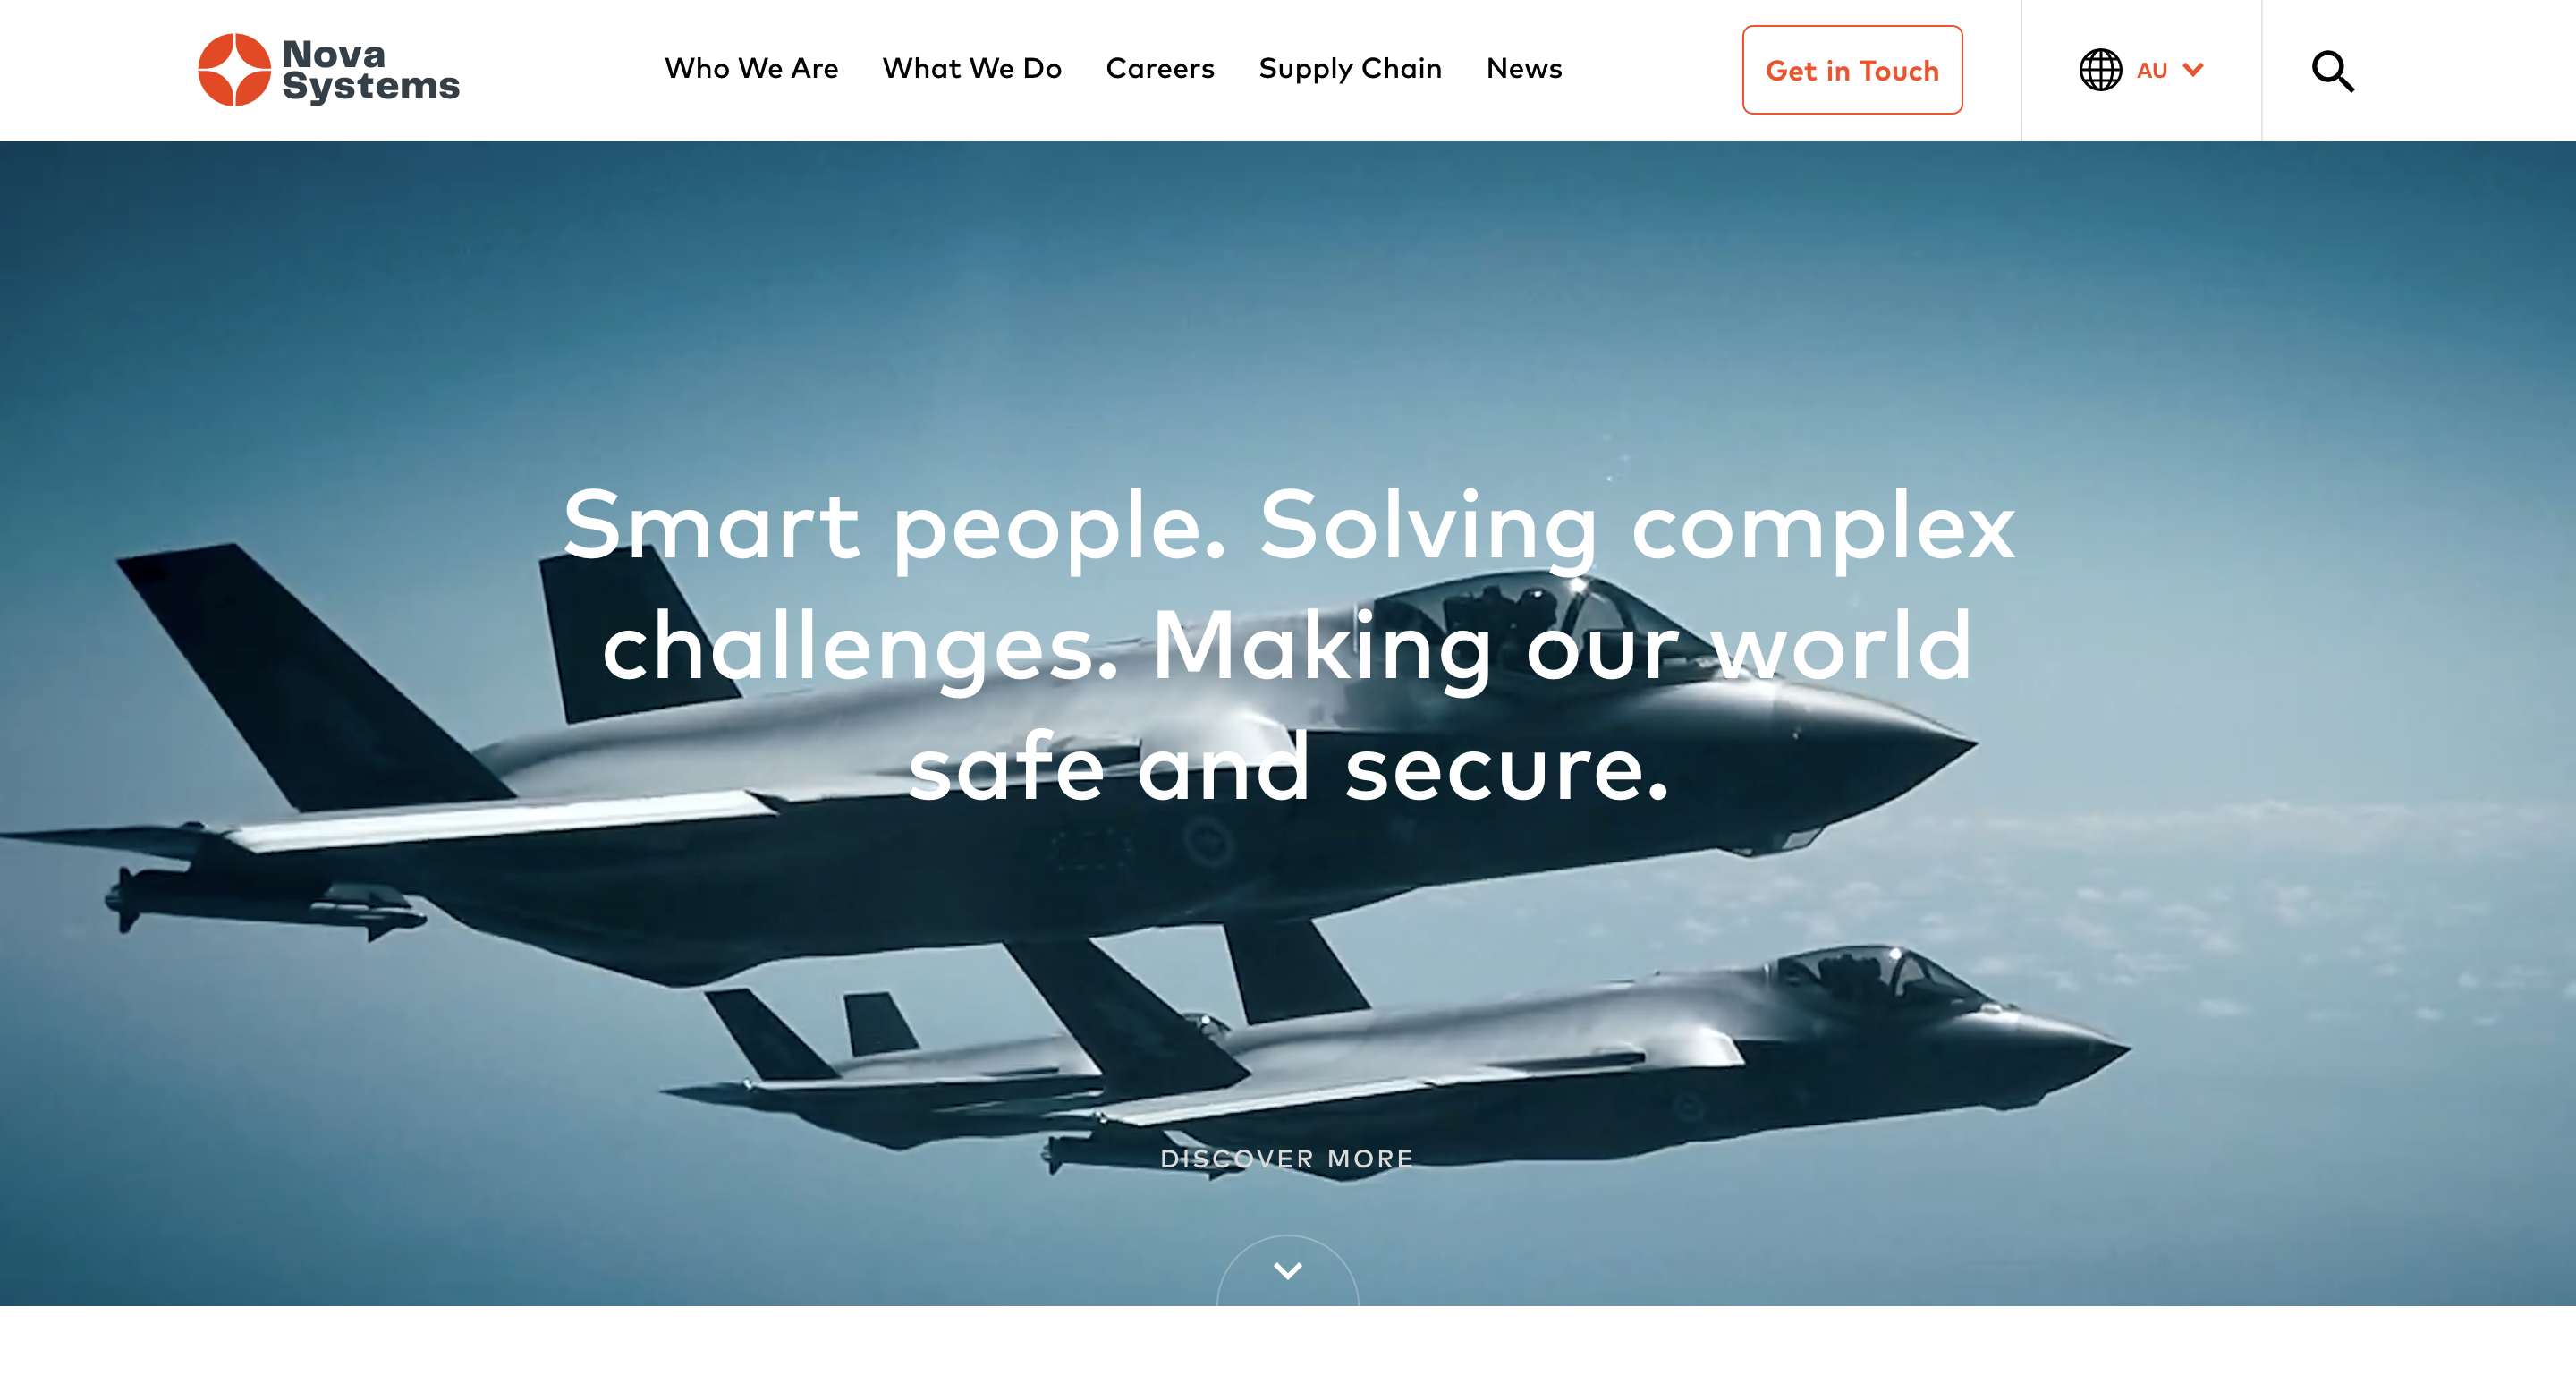 Nova
Systems
Who We Are
What We Do
Careers
Supply Chain
News
Get in Touch
AU
Smart people. Solving complex
challenges. Making our world
safe and secure.
DISCOVER MORE